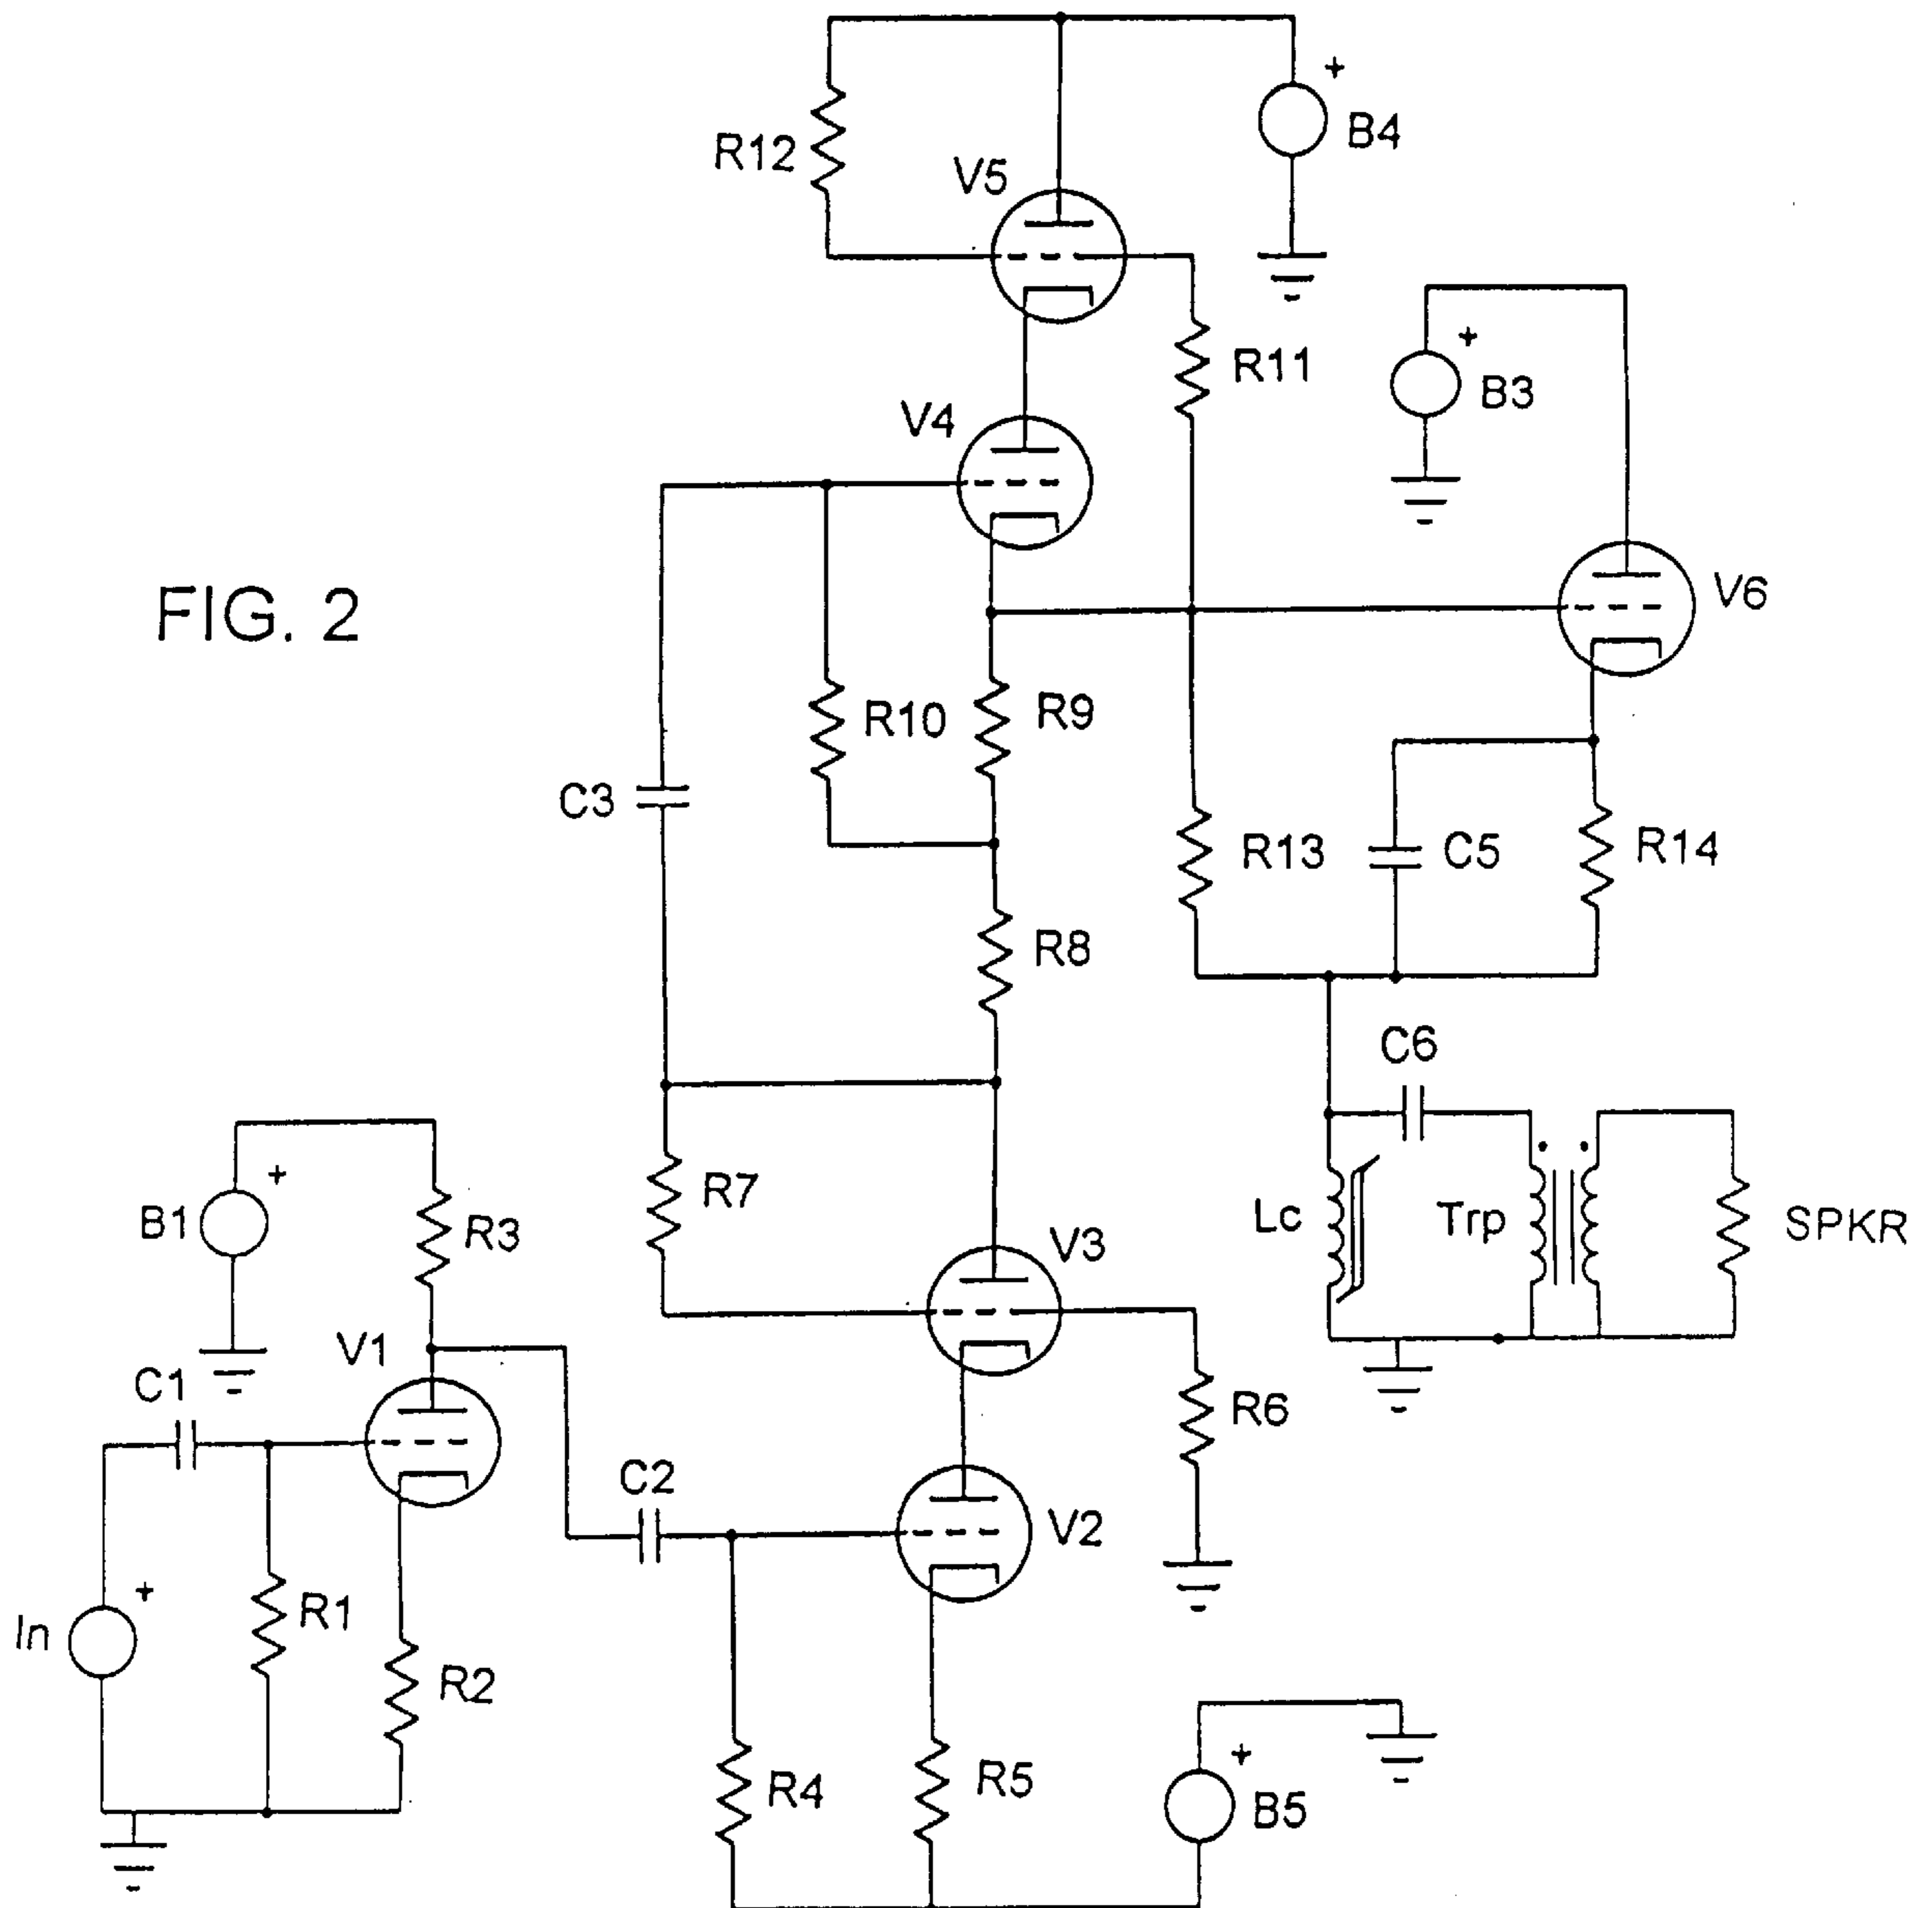 +
R12
B4
V5
R11
+
B3
V4
FIG. 2
V6
R10
R9
C3
R13
C5
R14
R8
C6
+
R7
B1
R3
V3
Lc
Trp
SPKR
V1
C1
R6
C2
V2
+
In
R1
R2
+
R4
R5
B5